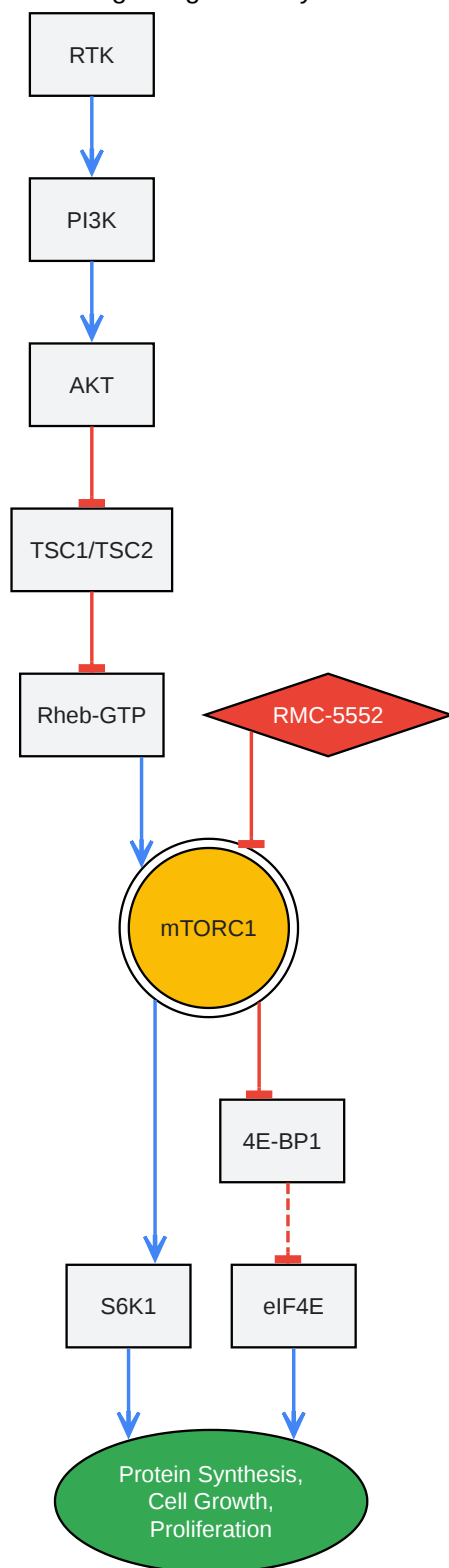 RTK
PI3K
AKT
TSC1/TSC2
Rheb-GTP
RMC-5552
mTORC1
4E-BP1
S6K1
eIF4E
Protein Synthesis,
Cell Growth,
Proliferation